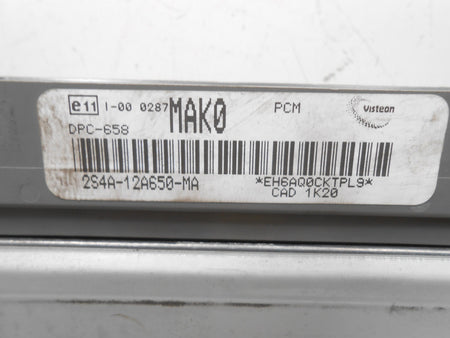 e11 I-00 0287 MAK0 PCM Visteon
DPC-658
2S4A-12A650-MA *EH6AQ0CKTPL9*
CAD 1K20